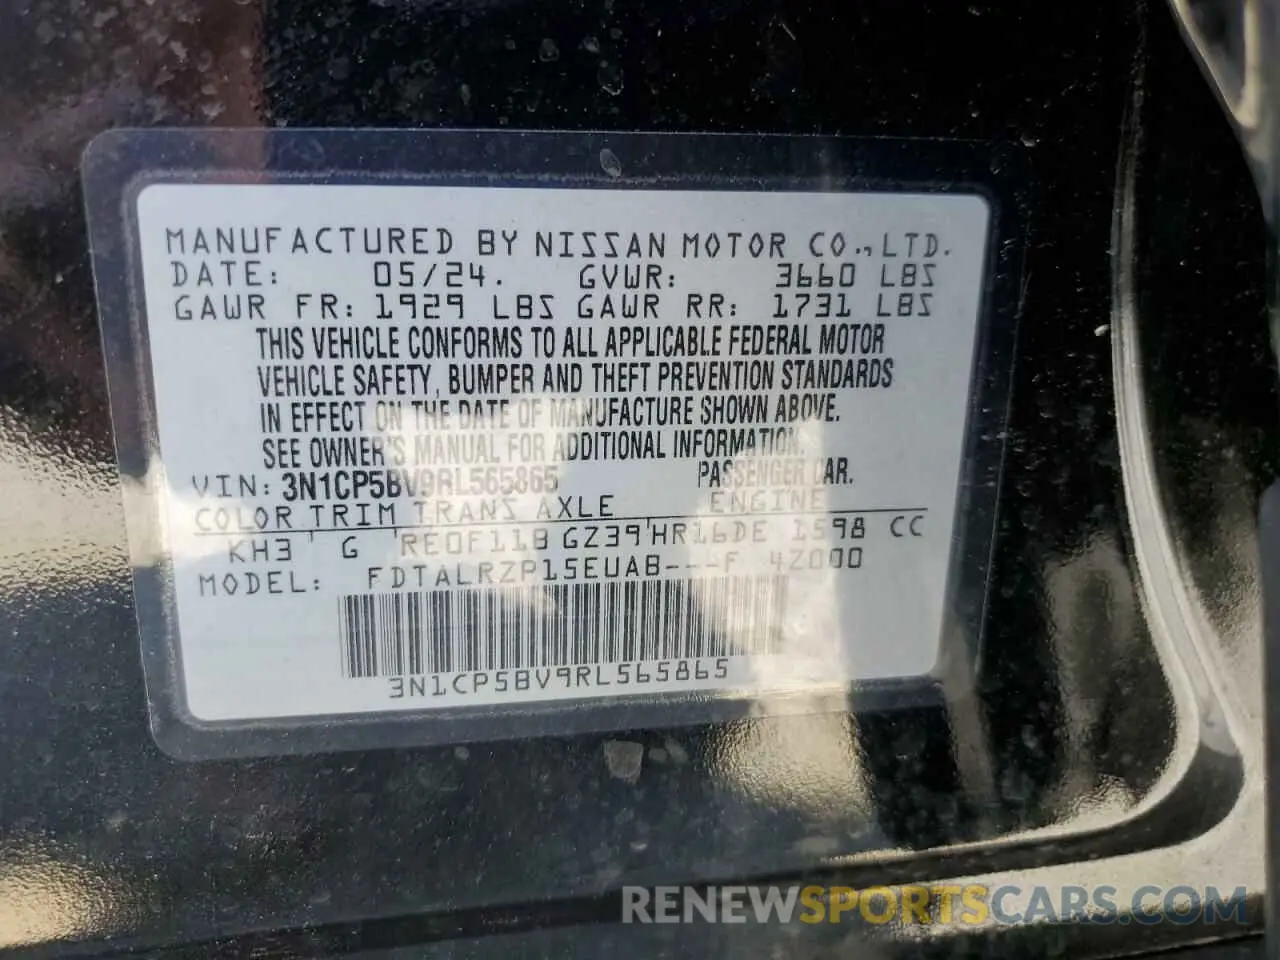 MANUFACTURED BY NISSAN MOTOR CO., LTD.
DATE: 05/24. GVWR: 3660 LBS
GAWR FR: 1929 LBS GAWR RR: 1731 LBS
THIS VEHICLE CONFORMS TO ALL APPLICABLE FEDERAL MOTOR
VEHICLE SAFETY, BUMPER AND THEFT PREVENTION STANDARDS
IN EFFECT ON THE DATE OF MANUFACTURE SHOWN ABOVE.
SEE OWNER'S MANUAL FOR ADDITIONAL INFORMATION.
VIN: 3N1CP5BV9RL565865 PASSENGER CAR.
COLOR TRIM TRANS AXLE ENGINE
KH3 ' G ' RE0F11B GZ39'HR16DE 1598 CC
MODEL: FDTALRZP15EUAB---F 4Z000
3N1CP5BV9RL565865
RENEWSPORTSCARS.COM